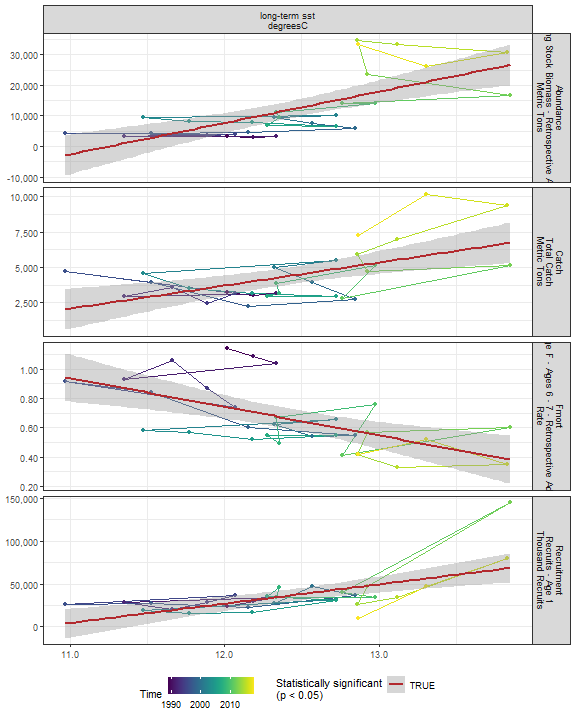 long-term sst
degreesC
30,000
20,000
10,000
0
-10,000
Abundance
Stock Biomass - Retrospective
Metric Tons
10,000
7,500
5,000
2,500
Catch
Total Catch
Metric Tons
1.00
0.80
0.60
0.40
0.20
Fmort
F - Ages 6 - 7 - Retrospective
Rate
150,000
100,000
50,000
0
Recruitment
Recruits - Age 1
Thousand Recruits
11.0 12.0 13.0
Time
1990 2000 2010
Statistically significant
(p < 0.05)
TRUE